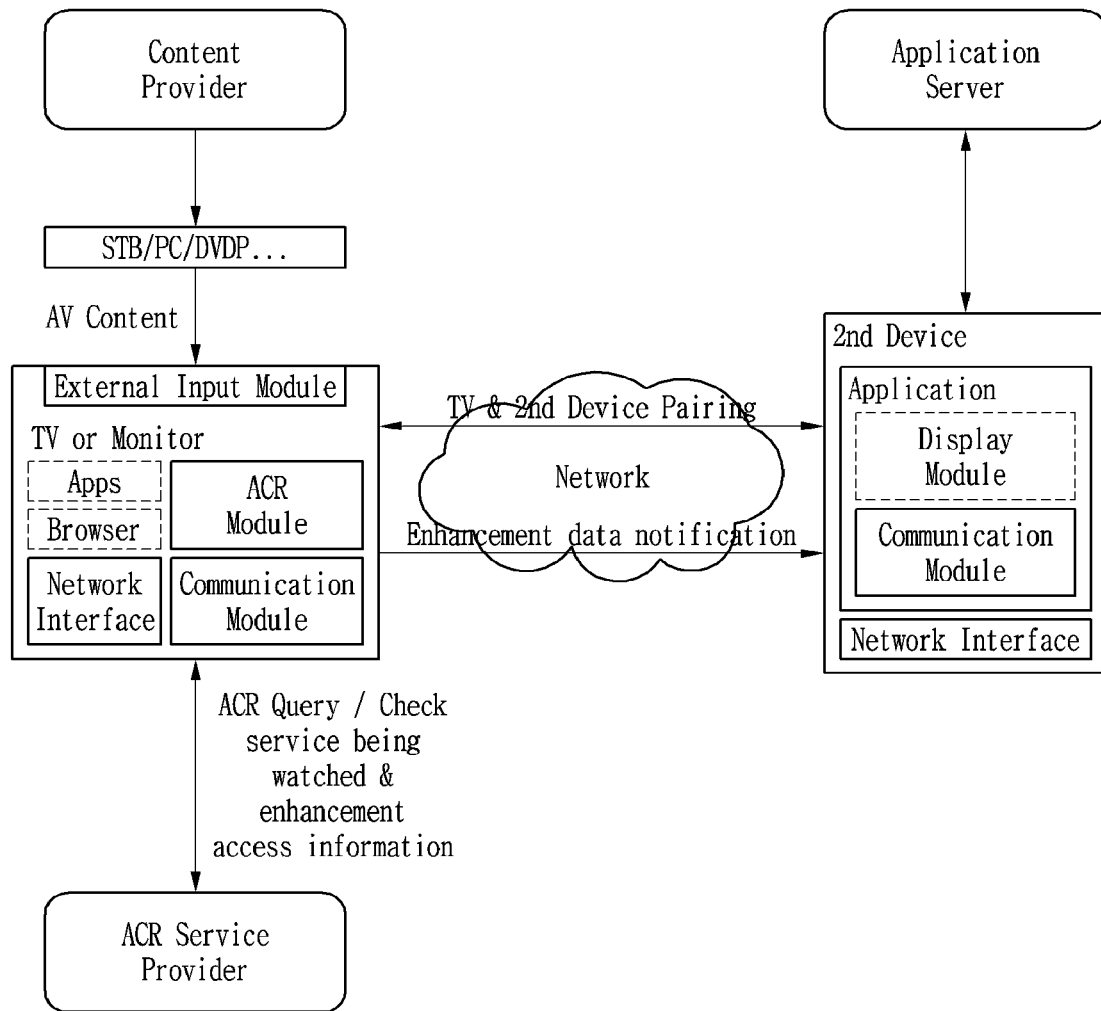 Content
Provider
Application
Server
STB/PC/DVDP...
AV Content
External Input Module
TV or Monitor
Apps
Browser
ACR
Module
Network
Interface
Communication
Module
TV & 2nd Device Pairing
Network
Enhancement data notification
2nd Device
Application
Display
Module
Communication
Module
Network Interface
ACR Query / Check
service being
watched &
enhancement
access information
ACR Service
Provider